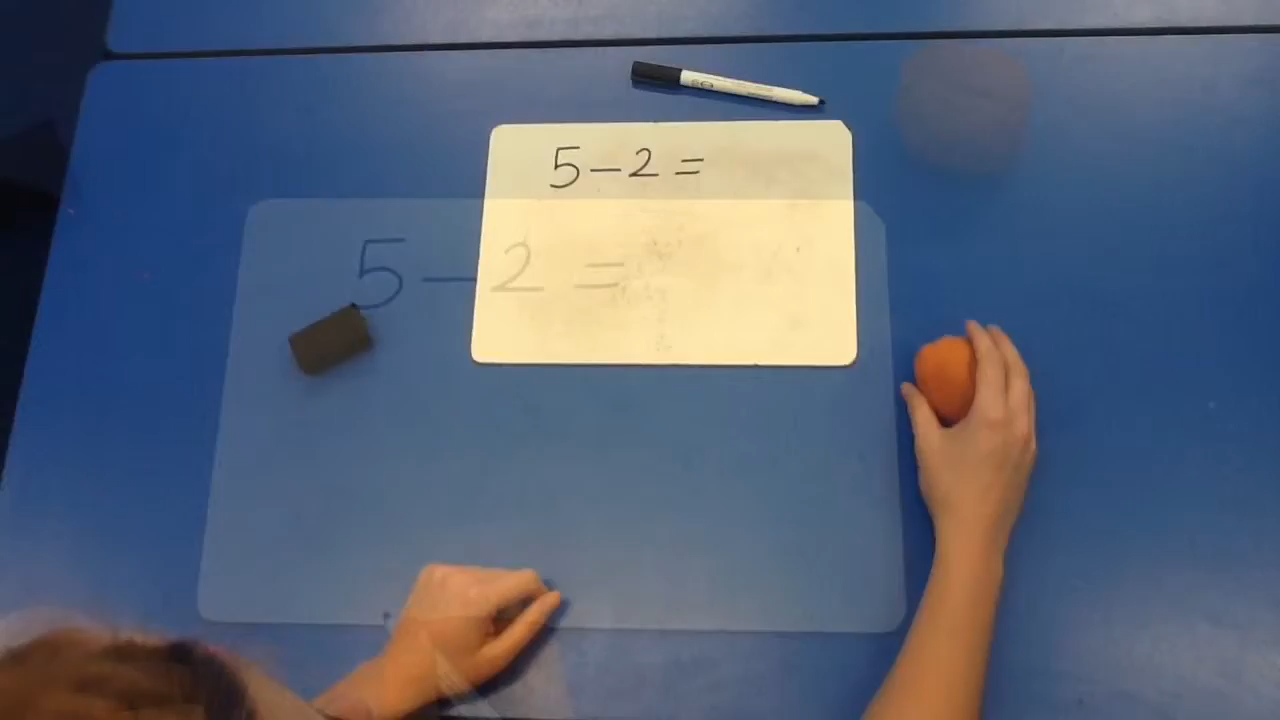 5 – 2 =
5 – 2 =